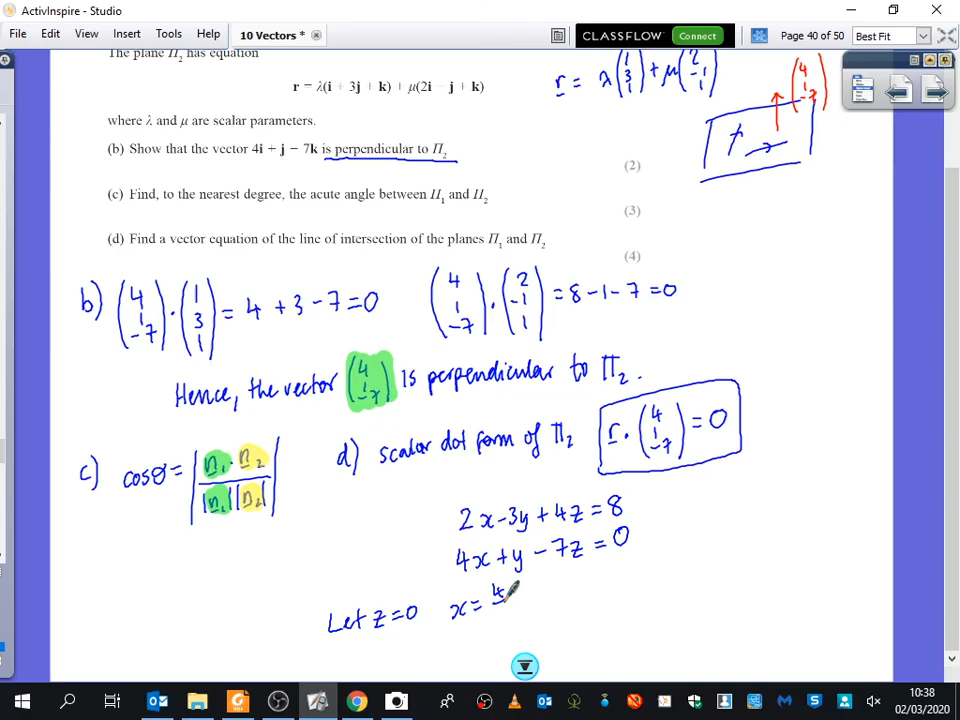 ActivInspire - Studio
File Edit View Insert Tools Help 10 Vectors * CLASSFLOW Connect Page 40 of 50 Best Fit
The plane Π₂ has equation
r = λ(i + 3j + k) + μ(2i – j + k)
r = λ(1 3 1) + μ(2 -1 1)
(4 1 -7)
where λ and μ are scalar parameters.
(b) Show that the vector 4i + j – 7k is perpendicular to Π₂
(2)
(c) Find, to the nearest degree, the acute angle between Π₁ and Π₂
(3)
(d) Find a vector equation of the line of intersection of the planes Π₁ and Π₂
(4)
b) (4 1 -7) . (1 3 1) = 4 + 3 - 7 = 0 (4 1 -7) . (2 -1 1) = 8 - 1 - 7 = 0
Hence, the vector (4 1 -7) is perpendicular to Π₂.
c) cosθ = |n₁ . n₂ / |n₁||n₂||
d) scalar dot form of Π₂ r . (4 1 -7) = 0
2x - 3y + 4z = 8
4x + y - 7z = 0
Let z = 0 x = 4
10:38
02/03/2020